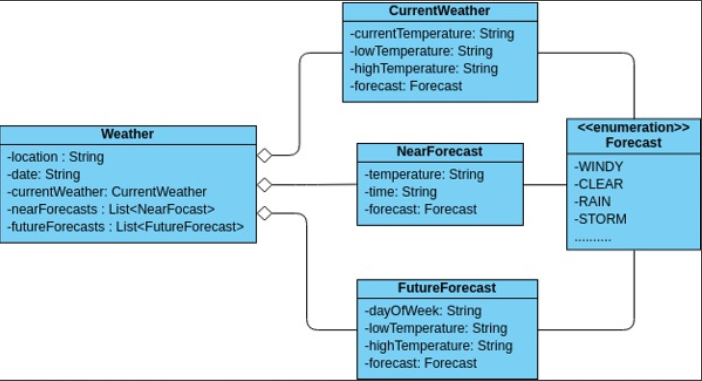 CurrentWeather
-currentTemperature: String
-lowTemperature: String
-highTemperature: String
-forecast: Forecast
Weather
-location : String
-date: String
-currentWeather: CurrentWeather
-nearForecasts : List<NearFocast>
-futureForecasts : List<FutureForecast>
NearForecast
-temperature: String
-time: String
-forecast: Forecast
<<enumeration>>
Forecast
-WINDY
-CLEAR
-RAIN
-STORM
..........
FutureForecast
-dayOfWeek: String
-lowTemperature: String
-highTemperature: String
-forecast: Forecast